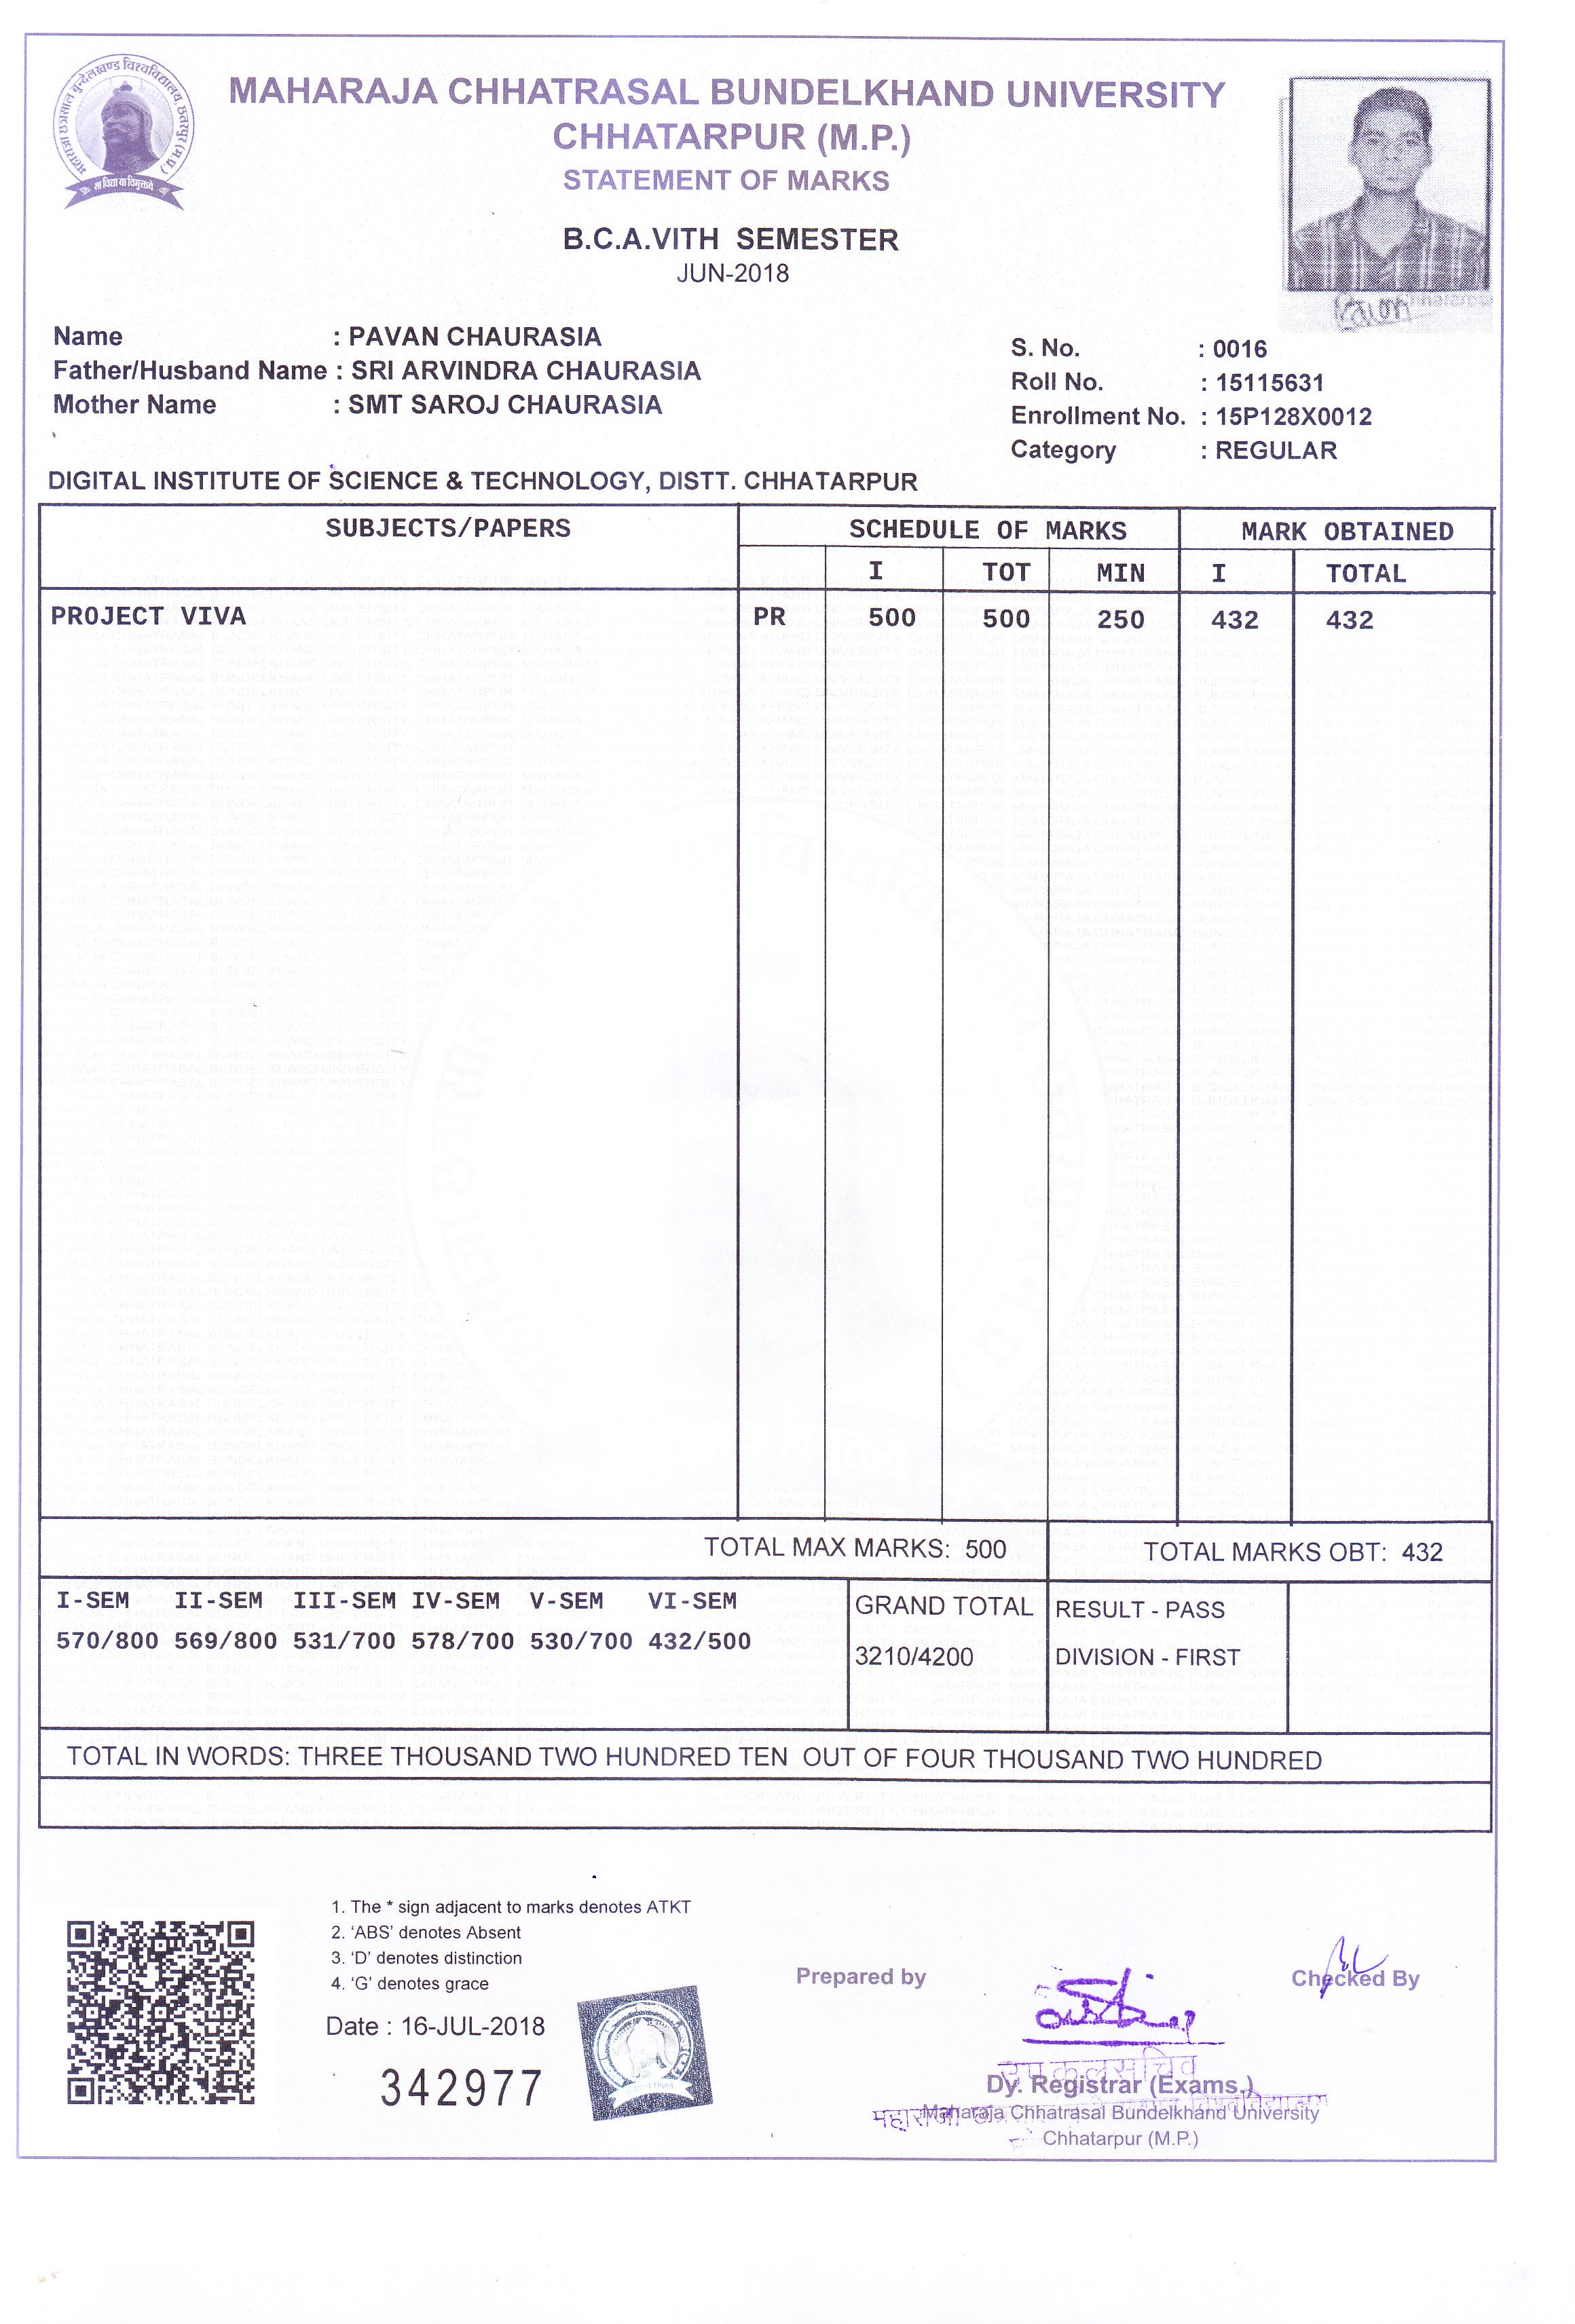 महाराजा छत्रसाल बुन्देलखण्ड विश्वविद्यालय, छतरपुर (म.प्र.)
सा विद्या या विमुक्तये
MAHARAJA CHHATRASAL BUNDELKHAND UNIVERSITY
CHHATARPUR (M.P.)
STATEMENT OF MARKS
B.C.A.VITH SEMESTER
JUN-2018
Name : PAVAN CHAURASIA
Father/Husband Name : SRI ARVINDRA CHAURASIA
Mother Name : SMT SAROJ CHAURASIA
S. No. : 0016
Roll No. : 15115631
Enrollment No. : 15P128X0012
Category : REGULAR
DIGITAL INSTITUTE OF SCIENCE & TECHNOLOGY, DISTT. CHHATARPUR
SUBJECTS/PAPERS SCHEDULE OF MARKS MARK OBTAINED
I TOT MIN I TOTAL
PROJECT VIVA PR 500 500 250 432 432
TOTAL MAX MARKS: 500 TOTAL MARKS OBT: 432
I-SEM II-SEM III-SEM IV-SEM V-SEM VI-SEM GRAND TOTAL RESULT - PASS
570/800 569/800 531/700 578/700 530/700 432/500 3210/4200 DIVISION - FIRST
TOTAL IN WORDS: THREE THOUSAND TWO HUNDRED TEN OUT OF FOUR THOUSAND TWO HUNDRED
1. The * sign adjacent to marks denotes ATKT
2. ‘ABS’ denotes Absent
3. ‘D’ denotes distinction
4. ‘G’ denotes grace
Date : 16-JUL-2018
342977
Prepared by
Checked By
उप कुलसचिव
Dy. Registrar (Exams.)
Maharaja Chhatrasal Bundelkhand University
Chhatarpur (M.P.)